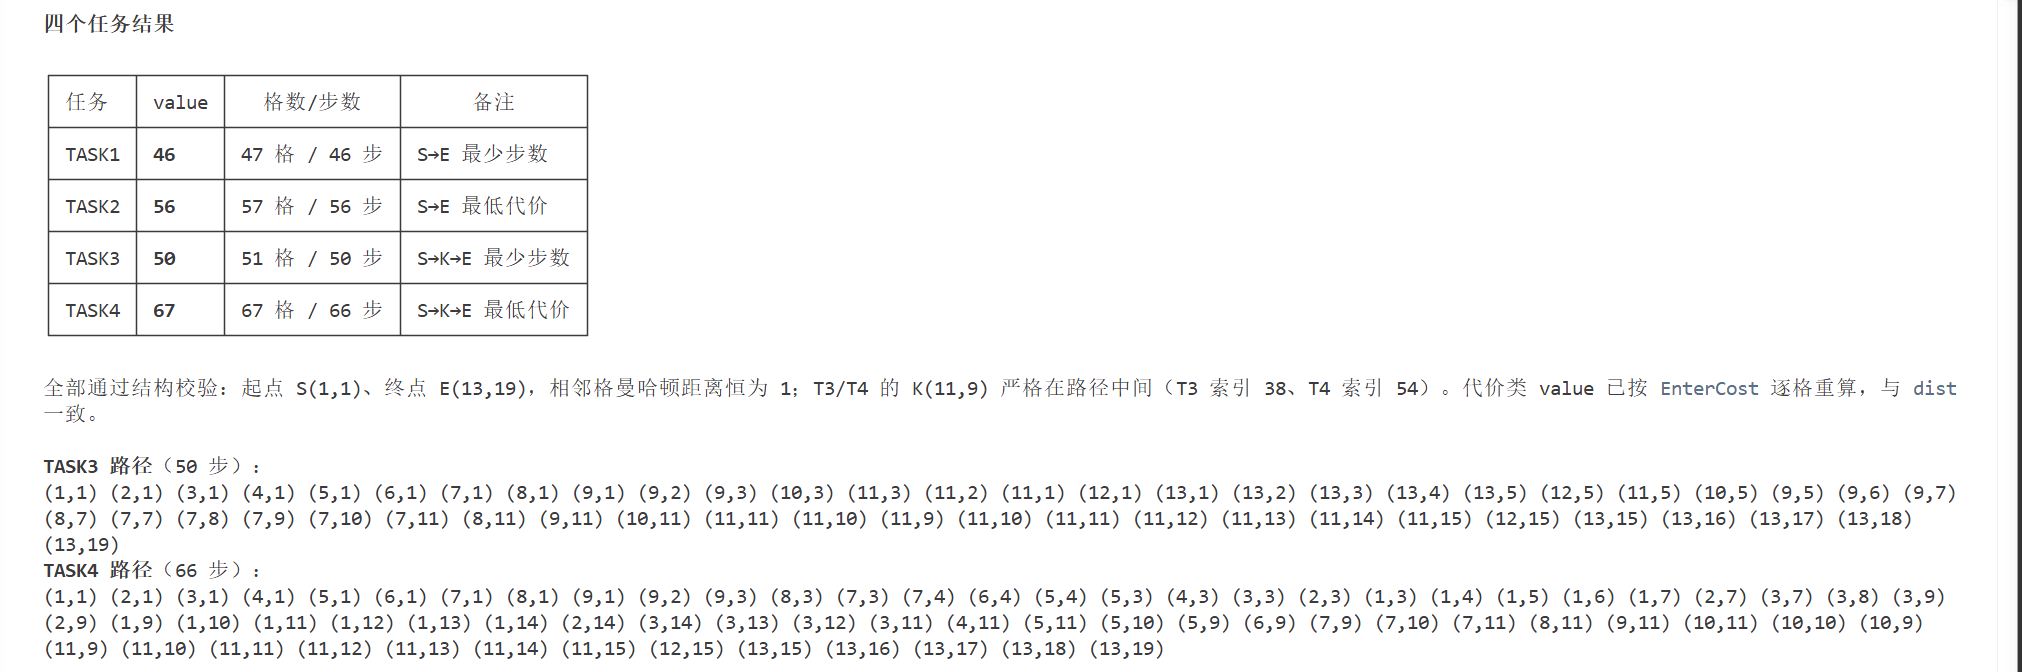 四个任务结果
任务 value 格数/步数 备注
TASK1 46 47 格 / 46 步 S→E 最少步数
TASK2 56 57 格 / 56 步 S→E 最低代价
TASK3 50 51 格 / 50 步 S→K→E 最少步数
TASK4 67 67 格 / 66 步 S→K→E 最低代价
全部通过结构校验: 起点 S(1,1)、终点 E(13,19), 相邻格曼哈顿距离恒为 1; T3/T4 的 K(11,9) 严格在路径中间（T3 索引 38、T4 索引 54）。代价类 value 已按 EnterCost 逐格重算, 与 dist
一致。
TASK3 路径（50 步）:
(1,1) (2,1) (3,1) (4,1) (5,1) (6,1) (7,1) (8,1) (9,1) (9,2) (9,3) (10,3) (11,3) (11,2) (11,1) (12,1) (13,1) (13,2) (13,3) (13,4) (13,5) (12,5) (11,5) (10,5) (9,5) (9,6) (9,7)
(8,7) (7,7) (7,8) (7,9) (7,10) (7,11) (8,11) (9,11) (10,11) (11,11) (11,10) (11,9) (11,10) (11,11) (11,12) (11,13) (11,14) (11,15) (12,15) (13,15) (13,16) (13,17) (13,18)
(13,19)
TASK4 路径（66 步）:
(1,1) (2,1) (3,1) (4,1) (5,1) (6,1) (7,1) (8,1) (9,1) (9,2) (9,3) (8,3) (7,3) (7,4) (6,4) (5,4) (5,3) (4,3) (3,3) (2,3) (1,3) (1,4) (1,5) (1,6) (1,7) (2,7) (3,7) (3,8) (3,9)
(2,9) (1,9) (1,10) (1,11) (1,12) (1,13) (1,14) (2,14) (3,14) (3,13) (3,12) (3,11) (4,11) (5,11) (5,10) (5,9) (6,9) (7,9) (7,10) (7,11) (8,11) (9,11) (10,11) (10,10) (10,9)
(11,9) (11,10) (11,11) (11,12) (11,13) (11,14) (11,15) (12,15) (13,15) (13,16) (13,17) (13,18) (13,19)